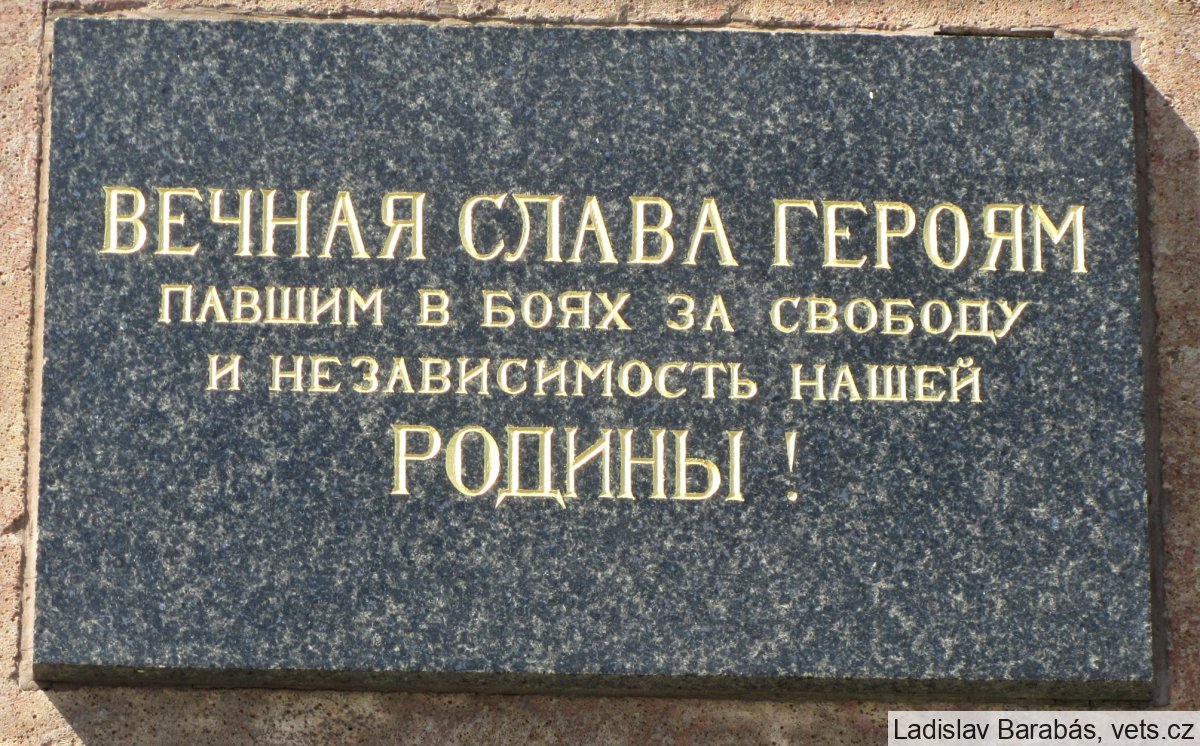 ВЕЧНАЯ СЛАВА ГЕРОЯМ
ПАВШИМ В БОЯХ ЗА СВОБОДУ
И НЕЗАВИСИМОСТЬ НАШЕЙ
РОДИНЫ !
Ladislav Barabás, vets.cz